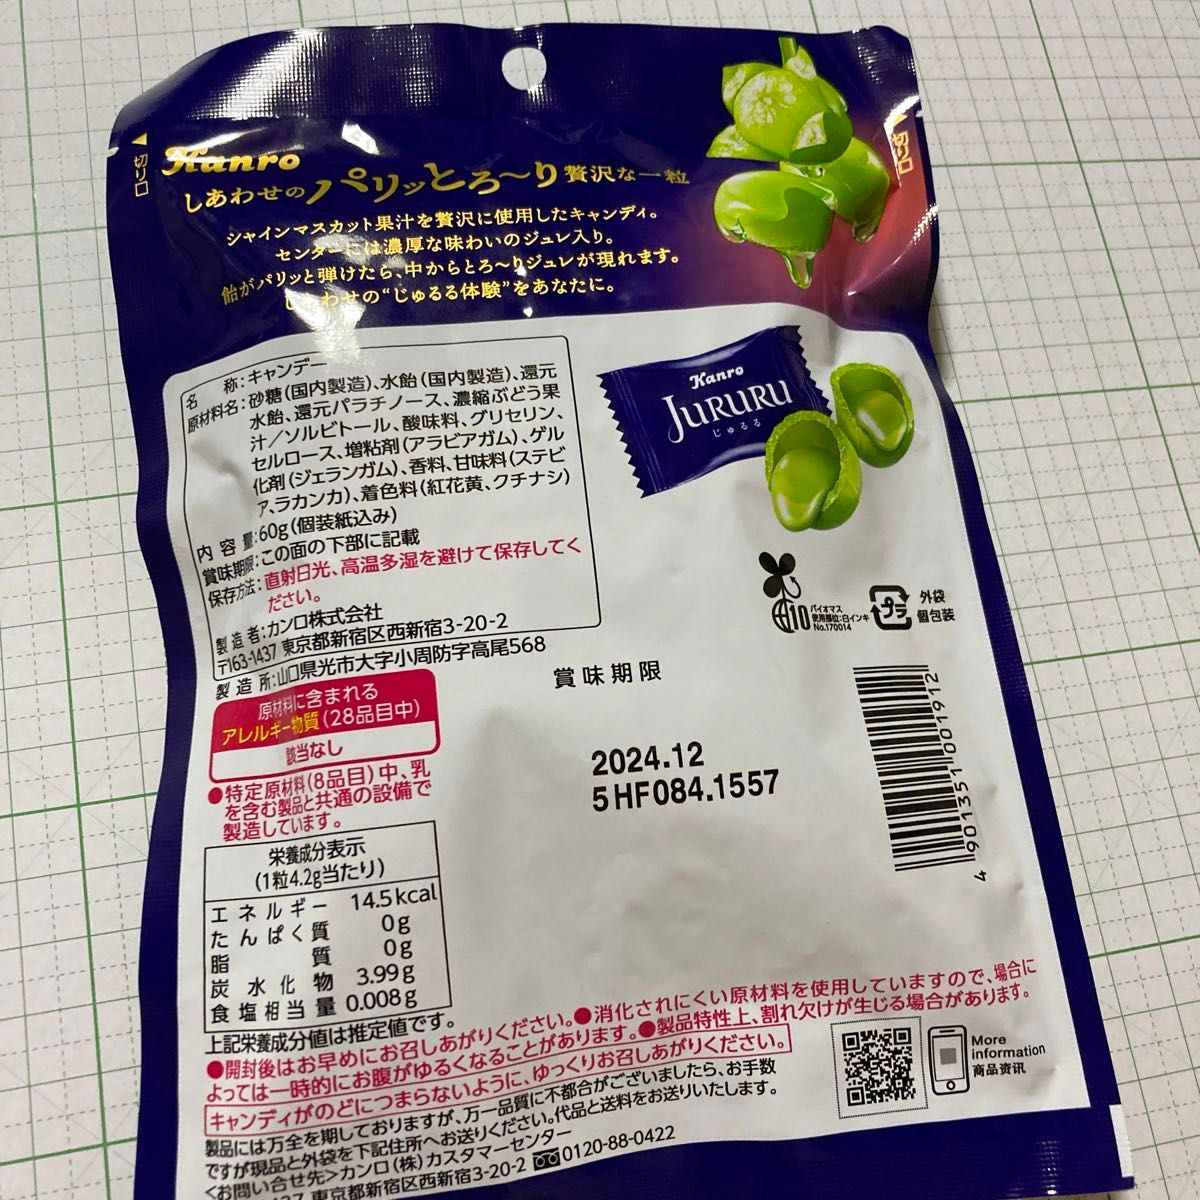 切り口
切り口
Kanro
しあわせのパリッとろ〜り贅沢な一粒
シャインマスカット果汁を贅沢に使用したキャンディ。
センターには濃厚な味わいのジュレ入り。
飴がパリッと弾けたら、中からとろ〜りジュレが現れます。
しあわせの“じゅるる体験”をあなたに。
名称:キャンデー
原材料名:砂糖(国内製造)、水飴(国内製造)、還元
水飴、還元パラチノース、濃縮ぶどう果
汁/ソルビトール、酸味料、グリセリン、
セルロース、増粘剤(アラビアガム)、ゲル
化剤(ジェランガム)、香料、甘味料(ステビ
ア、ラカンカ)、着色料(紅花黄、クチナシ)
内容量:60g(個装紙込み)
賞味期限:この面の下部に記載
保存方法:直射日光、高温多湿を避けて保存してく
ださい。
製造者:カンロ株式会社
〒163-1437 東京都新宿区西新宿3-20-2
製造所:山口県光市大字小周防字高尾568
Kanro
JURURU
じゅるる
10
バイオマス
使用部位:白インキ
No.170014
プラ
外袋
個包装
原材料に含まれる
アレルギー物質(28品目中)
該当なし
●特定原材料(8品目)中、乳
を含む製品と共通の設備で
製造しています。
賞味期限
2024.12
5HF084.1557
4 901351 001912
栄養成分表示
(1粒4.2g当たり)
エネルギー 14.5kcal
たんぱく質 0g
脂質 0g
炭水化物 3.99g
食塩相当量 0.008g
上記栄養成分値は推定値です。
●開封後はお早めにお召しあがりください。●消化されにくい原材料を使用していますので、場合に
よっては一時的にお腹がゆるくなることがあります。●製品特性上、割れ欠けが生じる場合があります。
キャンディがのどにつまらないように、ゆっくりお召しあがりください。
製品には万全を期しておりますが、万一品質に不都合がございましたら、お手数
ですが現品と外袋を下記住所へお送りください。代品と送料をお送りいたします。
<お問い合せ先>カンロ(株)カスタマーセンター
東京都新宿区西新宿3-20-2 0120-88-0422
More
information
商品资讯